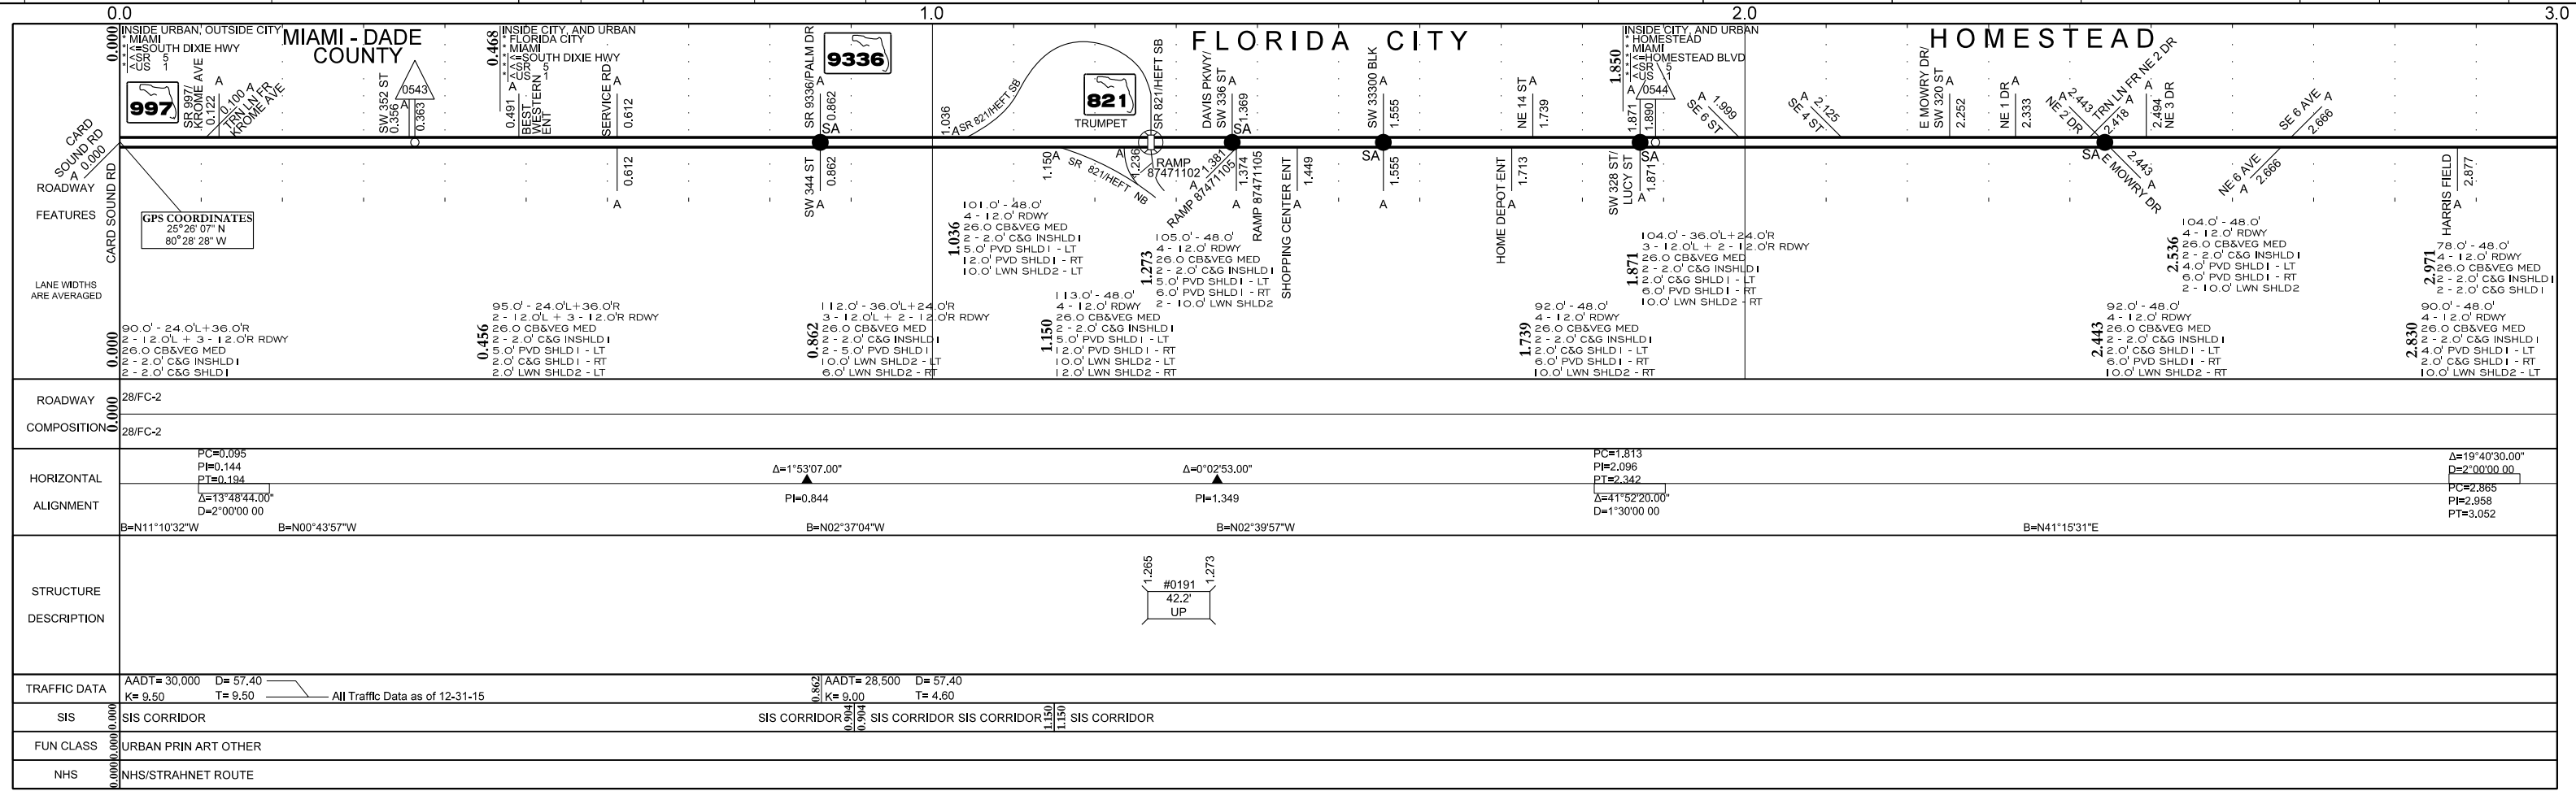 0.0
1.0
2.0
3.0
0.000
INSIDE URBAN, OUTSIDE CITY
* MIAMI
* <=SOUTH DIXIE HWY
* <SR 5
* <US 1
MIAMI - DADE
COUNTY
997
SR 997/
KROME AVE
0.122
A
0.100 A
TRN LN FR
KROME AVE
SW 352 ST
0.356
A
0543
0.363
0.468
INSIDE CITY, AND URBAN
* FLORIDA CITY
* MIAMI
* <=SOUTH DIXIE HWY
* <SR 5
* <US 1
A
0.491
BEST
WESTERN
ENT
SERVICE RD
A
0.612
SR 9336/PALM DR
A
0.862
SA
9336
1.036
A
SR 821/HEFT SB
821
TRUMPET
SR 821/HEFT SB
FLORIDA CITY
DAVIS PKWY/
SW 336 ST
A
1.369
SA
SW 33300 BLK
A
1.555
SA
NE 14 ST
A
1.739
1.850
INSIDE CITY, AND URBAN
* HOMESTEAD
* MIAMI
* <=HOMESTEAD BLVD
* <SR 5
* <US 1
A
0544
1.871
1.890
SA
A 1.999
SE 6 ST
A 2.125
SE 4 ST
HOMESTEAD
E MOWRY DR/
SW 320 ST
A
2.252
NE 1 DR
A
2.333
A 2.443
NE 2 DR
TRN LN FR NE 2 DR
A
2.418
A
2.494
NE 3 DR
SA
SE 6 AVE A
2.666
CARD
SOUND RD
A 0.000
ROADWAY
FEATURES
CARD SOUND RD
GPS COORDINATES
25°26' 07" N
80°28' 28" W
0.612
A
SW 344 ST
0.862
A
1.150
A
SR 821/HEFT NB
A
1.236
RAMP
87471102
A 1.381
RAMP 87471105
1.374
A
RAMP 87471105
SHOPPING CENTER ENT
1.449
A
1.555
A
HOME DEPOT ENT
1.713
A
SW 328 ST/
LUCY ST
1.871
A
2.443
A
E MOWRY DR
NE 6 AVE
2.666
A
HARRIS FIELD
2.877
A
LANE WIDTHS
ARE AVERAGED
0.000
90.0' - 24.0'L+36.0'R
2 - 12.0'L + 3 - 12.0'R RDWY
26.0 CB&VEG MED
2 - 2.0' C&G INSHLD1
2 - 2.0' C&G SHLD1
0.456
95.0' - 24.0'L+36.0'R
2 - 12.0'L + 3 - 12.0'R RDWY
26.0 CB&VEG MED
2 - 2.0' C&G INSHLD1
5.0' PVD SHLD1 - LT
2.0' C&G SHLD1 - RT
2.0' LWN SHLD2 - LT
0.862
112.0' - 36.0'L+24.0'R
3 - 12.0'L + 2 - 12.0'R RDWY
26.0 CB&VEG MED
2 - 2.0' C&G INSHLD1
2 - 5.0' PVD SHLD1
10.0' LWN SHLD2 - LT
6.0' LWN SHLD2 - RT
1.036
101.0' - 48.0'
4 - 12.0' RDWY
26.0 CB&VEG MED
2 - 2.0' C&G INSHLD1
5.0' PVD SHLD1 - LT
12.0' PVD SHLD1 - RT
10.0' LWN SHLD2 - LT
1.150
113.0' - 48.0'
4 - 12.0' RDWY
26.0 CB&VEG MED
2 - 2.0' C&G INSHLD1
5.0' PVD SHLD1 - LT
12.0' PVD SHLD1 - RT
10.0' LWN SHLD2 - LT
12.0' LWN SHLD2 - RT
1.273
105.0' - 48.0'
4 - 12.0' RDWY
26.0 CB&VEG MED
2 - 2.0' C&G INSHLD1
5.0' PVD SHLD1 - LT
6.0' PVD SHLD1 - RT
2 - 10.0' LWN SHLD2
1.739
92.0' - 48.0'
4 - 12.0' RDWY
26.0 CB&VEG MED
2 - 2.0' C&G INSHLD1
2.0' C&G SHLD1 - LT
6.0' PVD SHLD1 - RT
10.0' LWN SHLD2 - RT
1.871
104.0' - 36.0'L+24.0'R
3 - 12.0'L + 2 - 12.0'R RDWY
26.0 CB&VEG MED
2 - 2.0' C&G INSHLD1
2.0' C&G SHLD1 - LT
6.0' PVD SHLD1 - RT
10.0' LWN SHLD2 - RT
2.443
92.0' - 48.0'
4 - 12.0' RDWY
26.0 CB&VEG MED
2 - 2.0' C&G INSHLD1
2.0' C&G SHLD1 - LT
6.0' PVD SHLD1 - RT
10.0' LWN SHLD2 - RT
2.536
104.0' - 48.0'
4 - 12.0' RDWY
26.0 CB&VEG MED
2 - 2.0' C&G INSHLD1
4.0' PVD SHLD1 - LT
6.0' PVD SHLD1 - RT
2 - 10.0' LWN SHLD2
2.830
90.0' - 48.0'
4 - 12.0' RDWY
26.0 CB&VEG MED
2 - 2.0' C&G INSHLD1
4.0' PVD SHLD1 - LT
2.0' C&G SHLD1 - RT
10.0' LWN SHLD2 - LT
2.971
78.0' - 48.0'
4 - 12.0' RDWY
26.0 CB&VEG MED
2 - 2.0' C&G INSHLD1
2 - 2.0' C&G SHLD1
ROADWAY
COMPOSITION
0.000
28/FC-2
28/FC-2
HORIZONTAL
ALIGNMENT
PC=0.095
PI=0.144
PT=0.194
Δ=13°48'44.00"
D=2°00'00 00
B=N11°10'32"W
B=N00°43'57"W
Δ=1°53'07.00"
PI=0.844
B=N02°37'04"W
Δ=0°02'53.00"
PI=1.349
B=N02°39'57"W
PC=1.813
PI=2.096
PT=2.342
Δ=41°52'20.00"
D=1°30'00 00
B=N41°15'31"E
Δ=19°40'30.00"
D=2°00'00 00
PC=2.865
PI=2.958
PT=3.052
STRUCTURE
DESCRIPTION
1.265
1.273
#0191
42.2'
UP
TRAFFIC DATA
AADT= 30,000 D= 57.40
K= 9.50 T= 9.50
All Traffic Data as of 12-31-15
0.862
AADT= 28,500 D= 57.40
K= 9.00 T= 4.60
SIS
0.000
SIS CORRIDOR
SIS CORRIDOR
0.904
0.904
SIS CORRIDOR SIS CORRIDOR
1.150
1.150
SIS CORRIDOR
FUN CLASS
0.000
URBAN PRIN ART OTHER
NHS
0.000
NHS/STRAHNET ROUTE